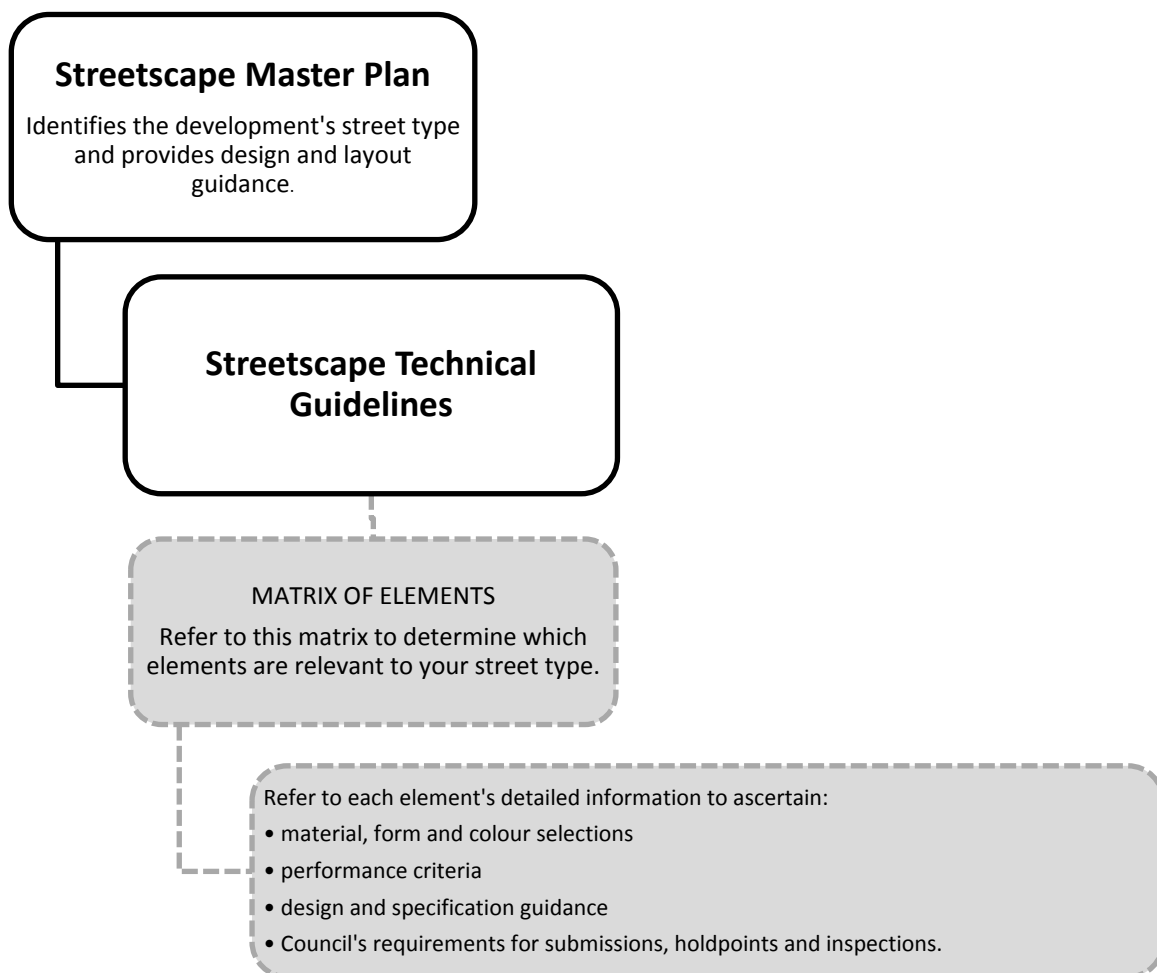 Streetscape Master Plan
Identifies the development's street type
and provides design and layout
guidance.
Streetscape Technical
Guidelines
MATRIX OF ELEMENTS
Refer to this matrix to determine which
elements are relevant to your street type.
Refer to each element's detailed information to ascertain:
• material, form and colour selections
• performance criteria
• design and specification guidance
• Council's requirements for submissions, holdpoints and inspections.